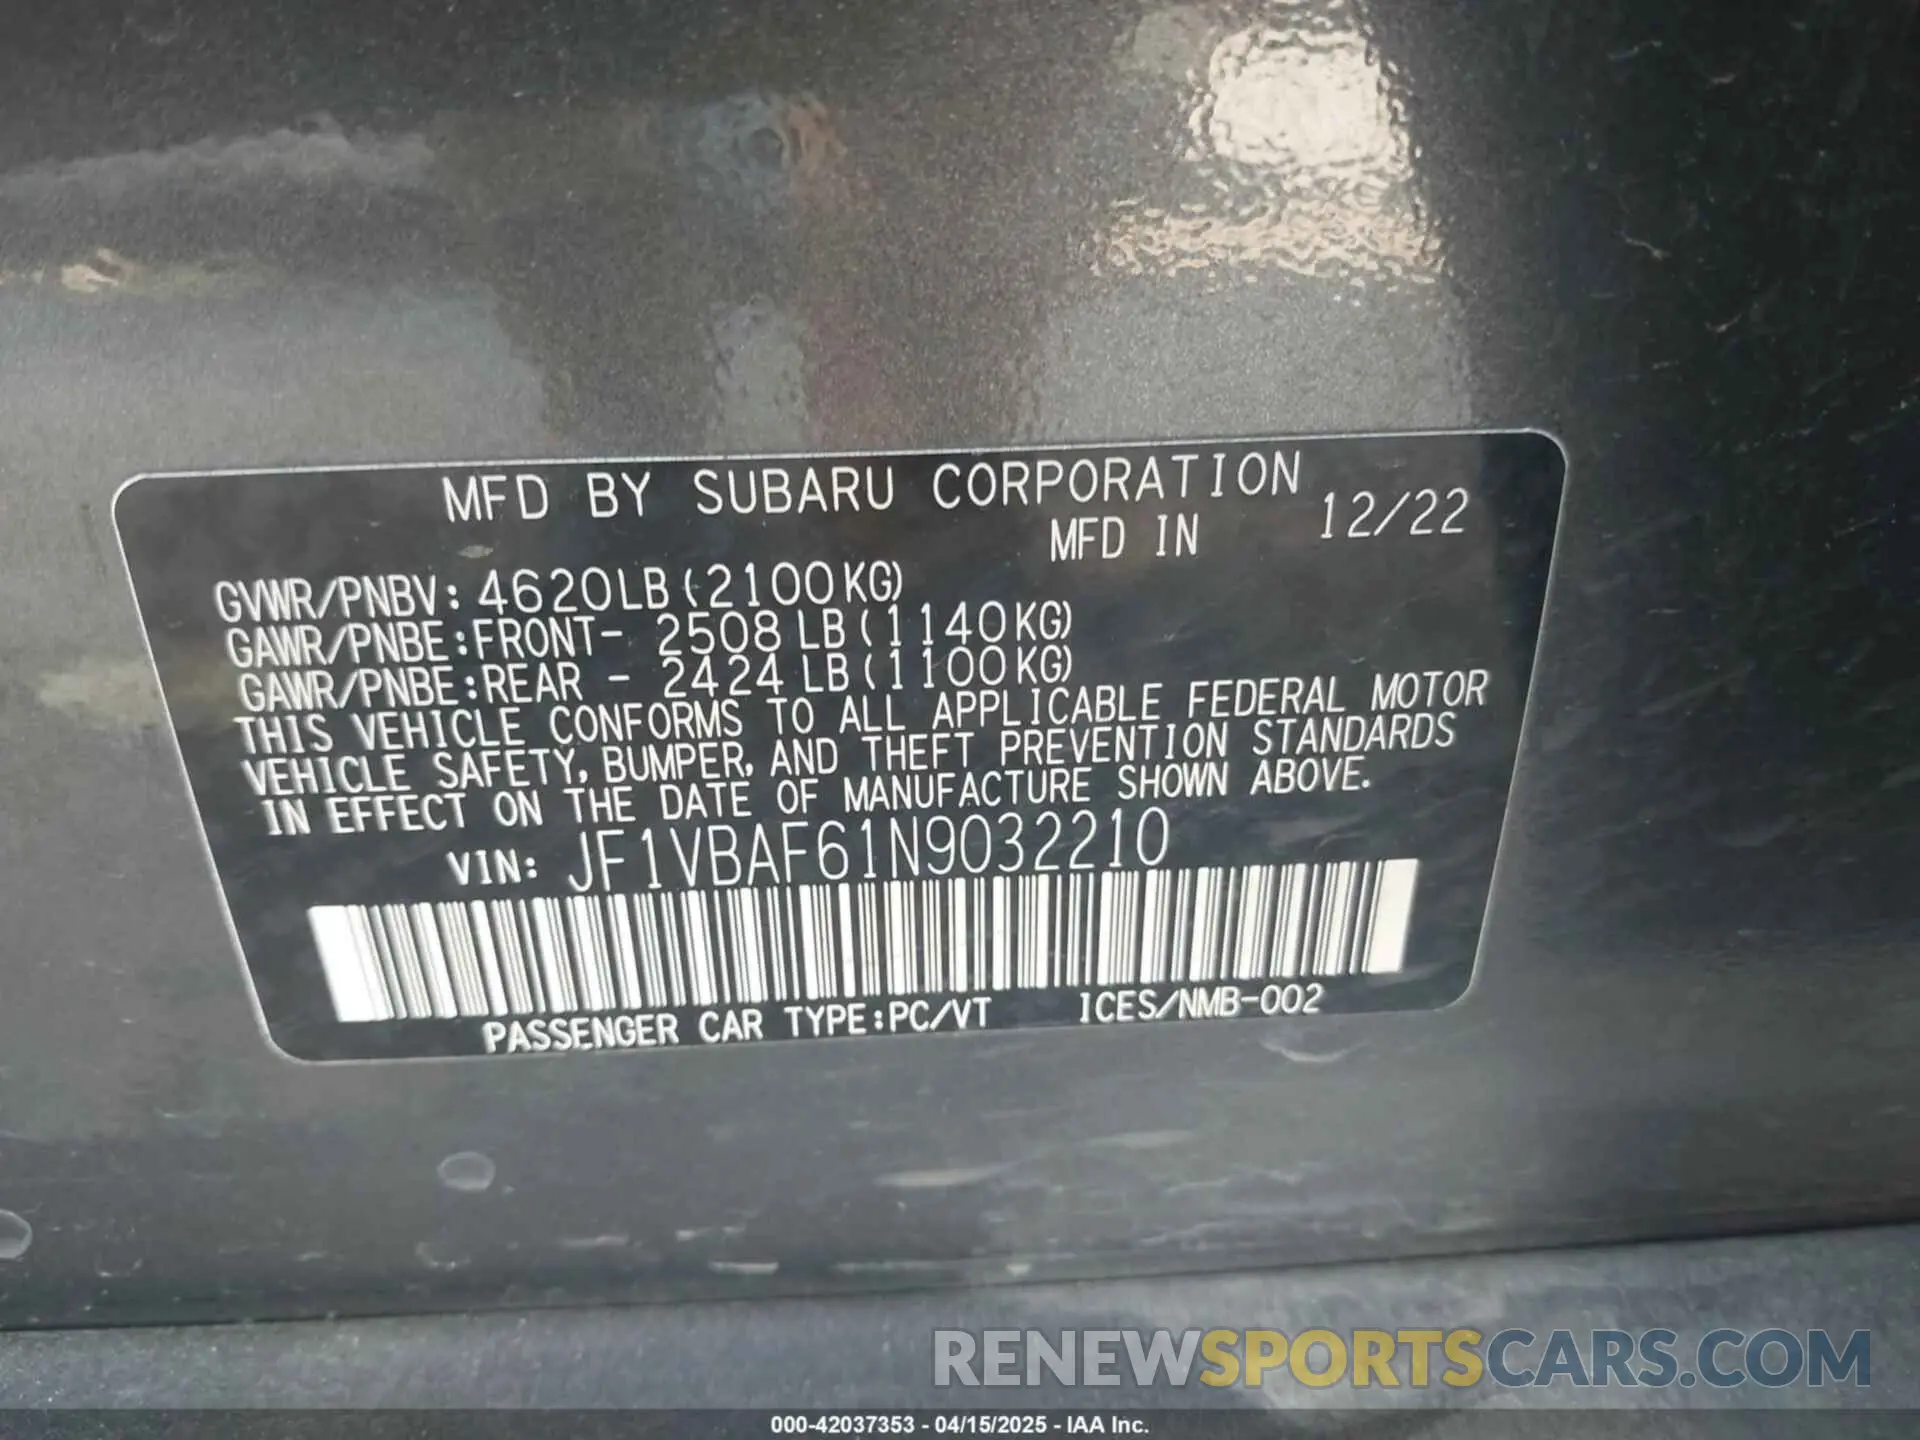 MFD BY SUBARU CORPORATION
MFD IN 12/22
GVWR/PNBV: 4620LB (2100KG)
GAWR/PNBE:FRONT- 2508 LB (1140KG)
GAWR/PNBE:REAR - 2424 LB (1100KG)
THIS VEHICLE CONFORMS TO ALL APPLICABLE FEDERAL MOTOR
VEHICLE SAFETY, BUMPER, AND THEFT PREVENTION STANDARDS
IN EFFECT ON THE DATE OF MANUFACTURE SHOWN ABOVE.
VIN: JF1VBAF61N9032210
PASSENGER CAR TYPE:PC/VT ICES/NMB-002
RENEWSPORTSCARS.COM
000-42037353 - 04/15/2025 - IAA Inc.